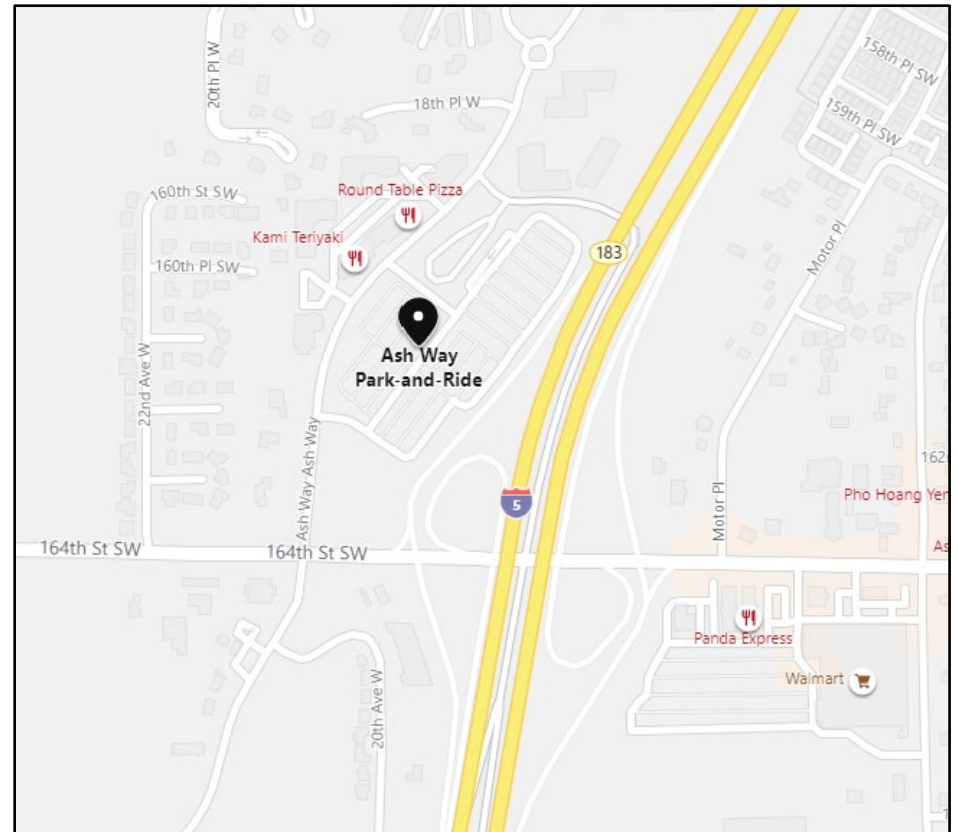 158th Pl SW
20th Pl W
18th Pl W
159th Pl SW
Round Table Pizza
160th St SW
Kami Teriyaki
183
Motor Pl
160th Pl SW
Ash Way
Park-and-Ride
22nd Ave W
Ash Way
Ash Way
162
Pho Hoang Yen
Motor Pl
5
As
164th St SW
164th St SW
Panda Express
Walmart
20th Ave W
1